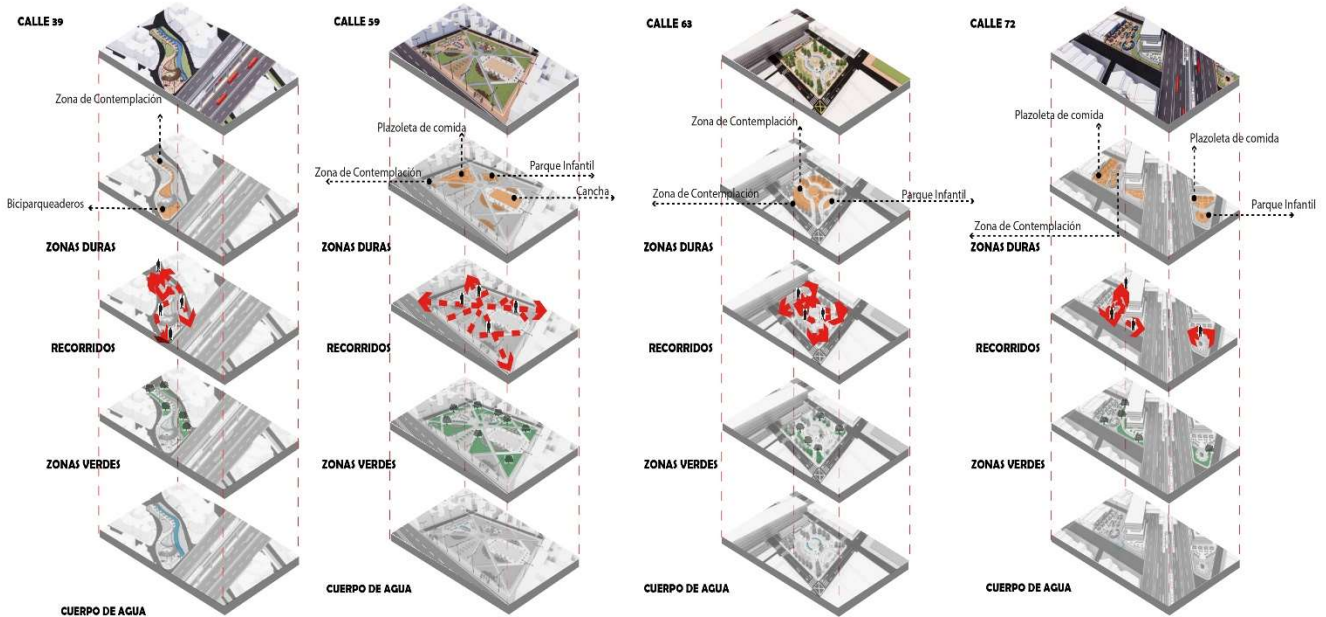 CALLE 39
Zona de Contemplación
Biciparqueaderos
ZONAS DURAS
RECORRIDOS
ZONAS VERDES
CUERPO DE AGUA
CALLE 59
Plazoleta de comida
Zona de Contemplación
Parque Infantil
Cancha
ZONAS DURAS
RECORRIDOS
ZONAS VERDES
CUERPO DE AGUA
CALLE 63
Zona de Contemplación
Zona de Contemplación
Parque Infantil
ZONAS DURAS
RECORRIDOS
ZONAS VERDES
CUERPO DE AGUA
CALLE 72
Plazoleta de comida
Plazoleta de comida
Parque Infantil
Zona de Contemplación
ZONAS DURAS
RECORRIDOS
ZONAS VERDES
CUERPO DE AGUA